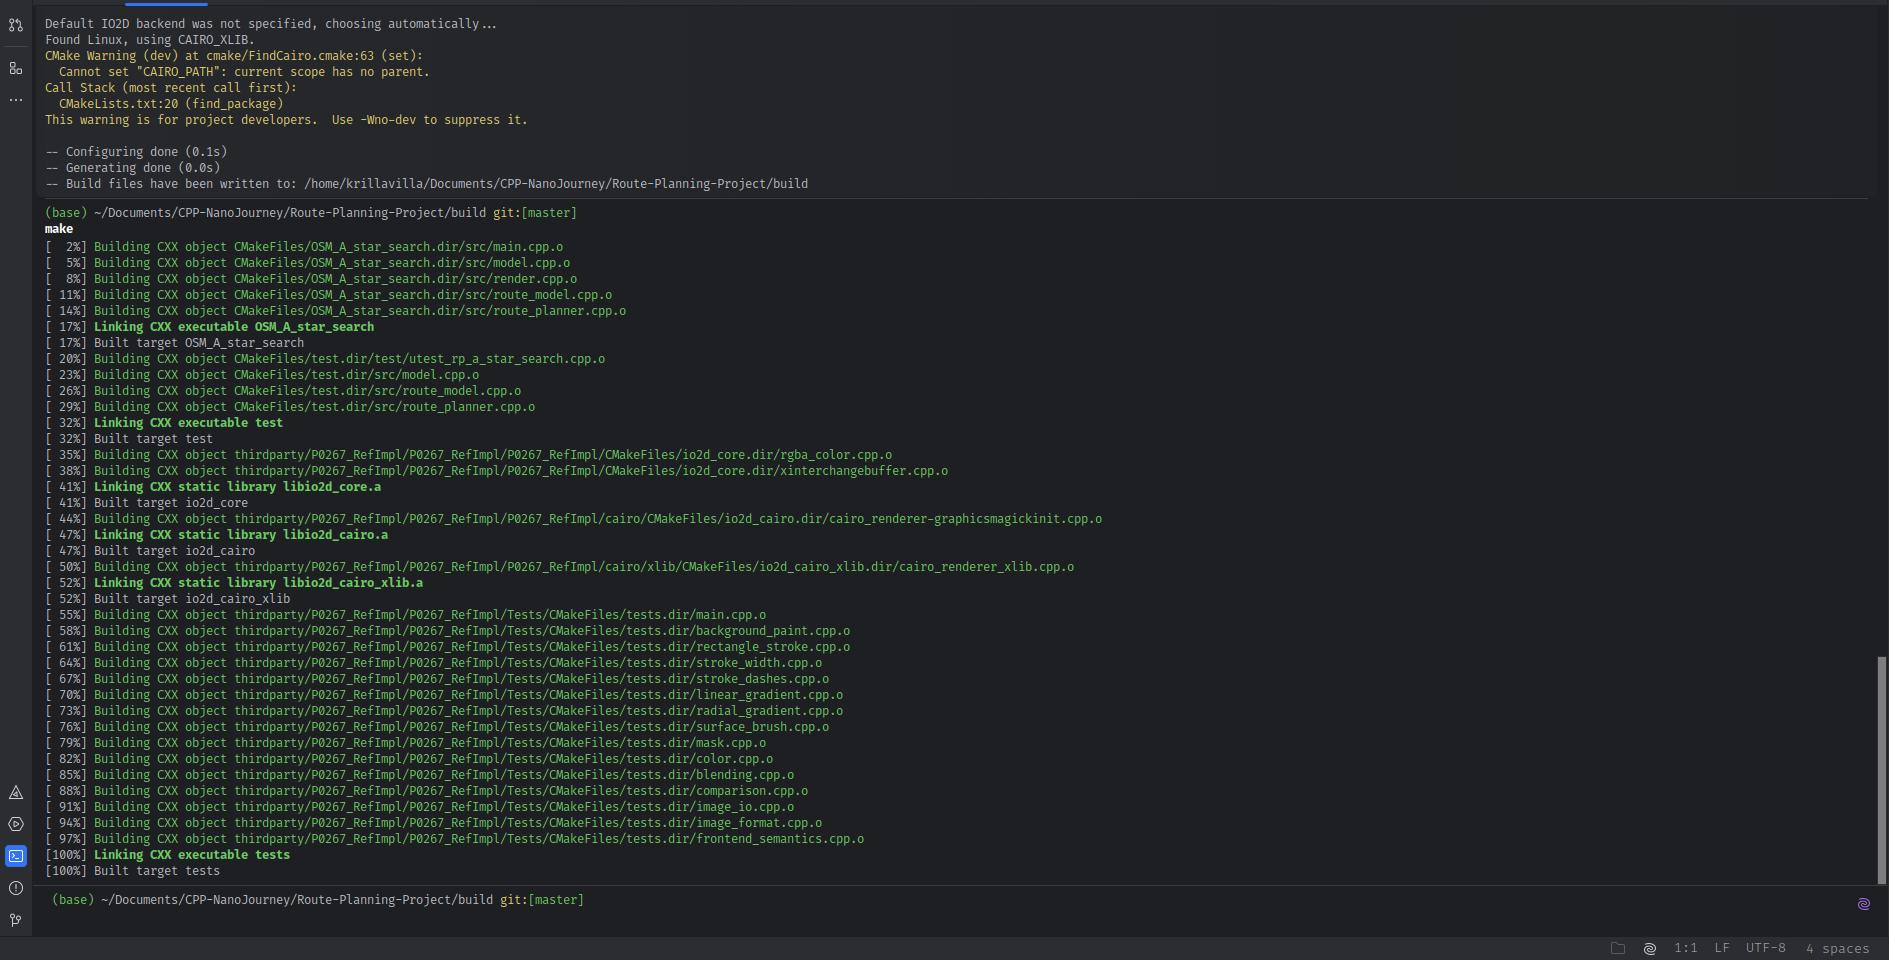 Default IO2D backend was not specified, choosing automatically...
Found Linux, using CAIRO_XLIB.
CMake Warning (dev) at cmake/FindCairo.cmake:63 (set):
  Cannot set "CAIRO_PATH": current scope has no parent.
Call Stack (most recent call first):
  CMakeLists.txt:20 (find_package)
This warning is for project developers.  Use -Wno-dev to suppress it.
-- Configuring done (0.1s)
-- Generating done (0.0s)
-- Build files have been written to: /home/krillavilla/Documents/CPP-NanoJourney/Route-Planning-Project/build
(base) ~/Documents/CPP-NanoJourney/Route-Planning-Project/build git:[master]
make
[  2%] Building CXX object CMakeFiles/OSM_A_star_search.dir/src/main.cpp.o
[  5%] Building CXX object CMakeFiles/OSM_A_star_search.dir/src/model.cpp.o
[  8%] Building CXX object CMakeFiles/OSM_A_star_search.dir/src/render.cpp.o
[ 11%] Building CXX object CMakeFiles/OSM_A_star_search.dir/src/route_model.cpp.o
[ 14%] Building CXX object CMakeFiles/OSM_A_star_search.dir/src/route_planner.cpp.o
[ 17%] Linking CXX executable OSM_A_star_search
[ 17%] Built target OSM_A_star_search
[ 20%] Building CXX object CMakeFiles/test.dir/test/utest_rp_a_star_search.cpp.o
[ 23%] Building CXX object CMakeFiles/test.dir/src/model.cpp.o
[ 26%] Building CXX object CMakeFiles/test.dir/src/route_model.cpp.o
[ 29%] Building CXX object CMakeFiles/test.dir/src/route_planner.cpp.o
[ 32%] Linking CXX executable test
[ 32%] Built target test
[ 35%] Building CXX object thirdparty/P0267_RefImpl/P0267_RefImpl/P0267_RefImpl/CMakeFiles/io2d_core.dir/rgba_color.cpp.o
[ 38%] Building CXX object thirdparty/P0267_RefImpl/P0267_RefImpl/P0267_RefImpl/CMakeFiles/io2d_core.dir/xinterchangebuffer.cpp.o
[ 41%] Linking CXX static library libio2d_core.a
[ 41%] Built target io2d_core
[ 44%] Building CXX object thirdparty/P0267_RefImpl/P0267_RefImpl/P0267_RefImpl/cairo/CMakeFiles/io2d_cairo.dir/cairo_renderer-graphicsmagickinit.cpp.o
[ 47%] Linking CXX static library libio2d_cairo.a
[ 47%] Built target io2d_cairo
[ 50%] Building CXX object thirdparty/P0267_RefImpl/P0267_RefImpl/P0267_RefImpl/cairo/xlib/CMakeFiles/io2d_cairo_xlib.dir/cairo_renderer_xlib.cpp.o
[ 52%] Linking CXX static library libio2d_cairo_xlib.a
[ 52%] Built target io2d_cairo_xlib
[ 55%] Building CXX object thirdparty/P0267_RefImpl/P0267_RefImpl/Tests/CMakeFiles/tests.dir/main.cpp.o
[ 58%] Building CXX object thirdparty/P0267_RefImpl/P0267_RefImpl/Tests/CMakeFiles/tests.dir/background_paint.cpp.o
[ 61%] Building CXX object thirdparty/P0267_RefImpl/P0267_RefImpl/Tests/CMakeFiles/tests.dir/rectangle_stroke.cpp.o
[ 64%] Building CXX object thirdparty/P0267_RefImpl/P0267_RefImpl/Tests/CMakeFiles/tests.dir/stroke_width.cpp.o
[ 67%] Building CXX object thirdparty/P0267_RefImpl/P0267_RefImpl/Tests/CMakeFiles/tests.dir/stroke_dashes.cpp.o
[ 70%] Building CXX object thirdparty/P0267_RefImpl/P0267_RefImpl/Tests/CMakeFiles/tests.dir/linear_gradient.cpp.o
[ 73%] Building CXX object thirdparty/P0267_RefImpl/P0267_RefImpl/Tests/CMakeFiles/tests.dir/radial_gradient.cpp.o
[ 76%] Building CXX object thirdparty/P0267_RefImpl/P0267_RefImpl/Tests/CMakeFiles/tests.dir/surface_brush.cpp.o
[ 79%] Building CXX object thirdparty/P0267_RefImpl/P0267_RefImpl/Tests/CMakeFiles/tests.dir/mask.cpp.o
[ 82%] Building CXX object thirdparty/P0267_RefImpl/P0267_RefImpl/Tests/CMakeFiles/tests.dir/color.cpp.o
[ 85%] Building CXX object thirdparty/P0267_RefImpl/P0267_RefImpl/Tests/CMakeFiles/tests.dir/blending.cpp.o
[ 88%] Building CXX object thirdparty/P0267_RefImpl/P0267_RefImpl/Tests/CMakeFiles/tests.dir/comparison.cpp.o
[ 91%] Building CXX object thirdparty/P0267_RefImpl/P0267_RefImpl/Tests/CMakeFiles/tests.dir/image_io.cpp.o
[ 94%] Building CXX object thirdparty/P0267_RefImpl/P0267_RefImpl/Tests/CMakeFiles/tests.dir/image_format.cpp.o
[ 97%] Building CXX object thirdparty/P0267_RefImpl/P0267_RefImpl/Tests/CMakeFiles/tests.dir/frontend_semantics.cpp.o
[100%] Linking CXX executable tests
[100%] Built target tests
(base) ~/Documents/CPP-NanoJourney/Route-Planning-Project/build git:[master]
1:1 LF UTF-8 4 spaces